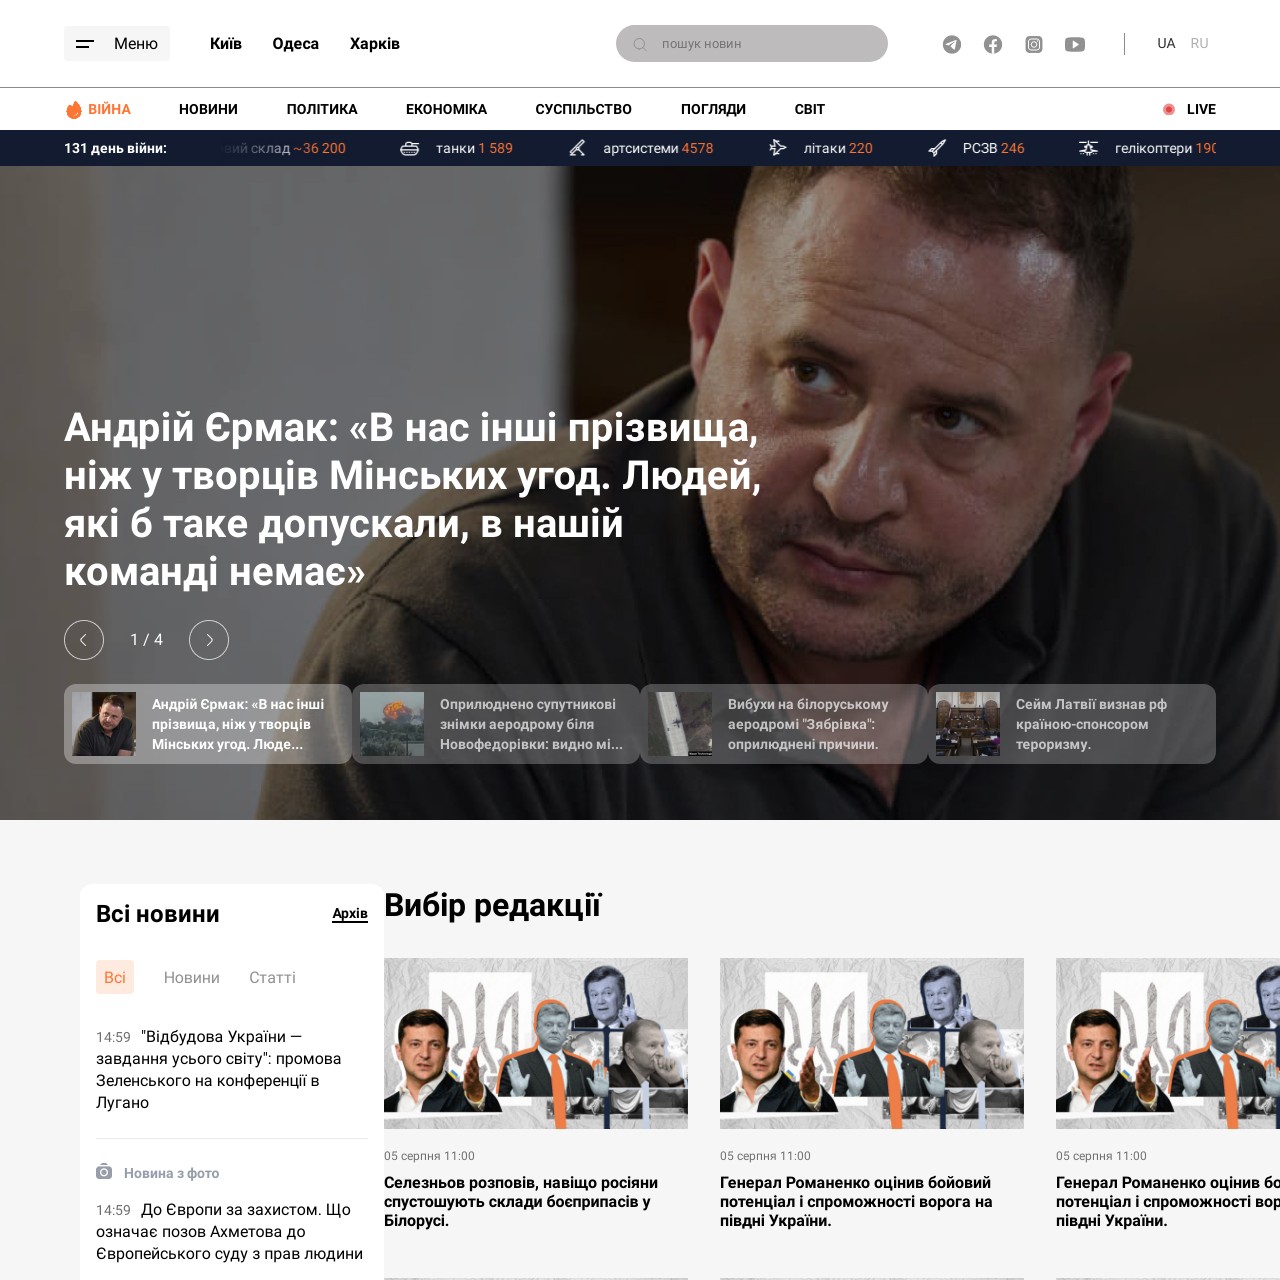 Меню
Київ
Одеса
Харків
пошук новин
UA
RU
ВІЙНА
НОВИНИ
ПОЛІТИКА
ЕКОНОМІКА
СУСПІЛЬСТВО
ПОГЛЯДИ
СВІТ
LIVE
131 день війни:
склад ~36 200
танки 1 589
артсистеми 4578
літаки 220
РСЗВ 246
гелікоптери 190
Андрій Єрмак: «В нас інші прізвища,
ніж у творців Мінських угод. Людей,
які б таке допускали, в нашій
команді немає»
1 / 4
Андрій Єрмак: «В нас інші
прізвища, ніж у творців
Мінських угод. Люде...
Оприлюднено супутникові
знімки аеродрому біля
Новофедорівки: видно мі...
Вибухи на білоруському
аеродромі "Зябрівка":
оприлюднені причини.
Сейм Латвії визнав рф
країною-спонсором
тероризму.
Всі новини
Архів
Всі
Новини
Статті
14:59 "Відбудова України —
завдання усього світу": промова
Зеленського на конференції в
Лугано
Новина з фото
14:59 До Європи за захистом. Що
означає позов Ахметова до
Європейського суду з прав людини
Вибір редакції
05 серпня 11:00
Селезньов розповів, навіщо росіяни
спустошують склади боєприпасів у
Білорусі.
05 серпня 11:00
Генерал Романенко оцінив бойовий
потенціал і спроможності ворога на
півдні України.
05 серпня 11:00
Генерал Романенко оцінив бо
потенціал і спроможності вор
півдні України.